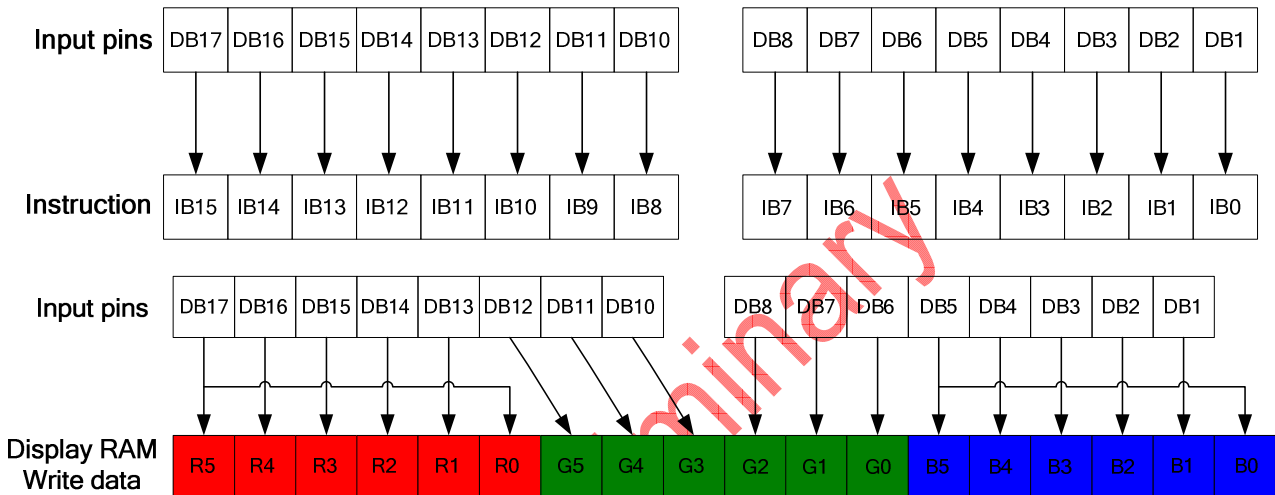 Input pins DB17 DB16 DB15 DB14 DB13 DB12 DB11 DB10 DB8 DB7 DB6 DB5 DB4 DB3 DB2 DB1
Instruction IB15 IB14 IB13 IB12 IB11 IB10 IB9 IB8 IB7 IB6 IB5 IB4 IB3 IB2 IB1 IB0
Input pins DB17 DB16 DB15 DB14 DB13 DB12 DB11 DB10 DB8 DB7 DB6 DB5 DB4 DB3 DB2 DB1
Display RAM
Write data R5 R4 R3 R2 R1 R0 G5 G4 G3 G2 G1 G0 B5 B4 B3 B2 B1 B0